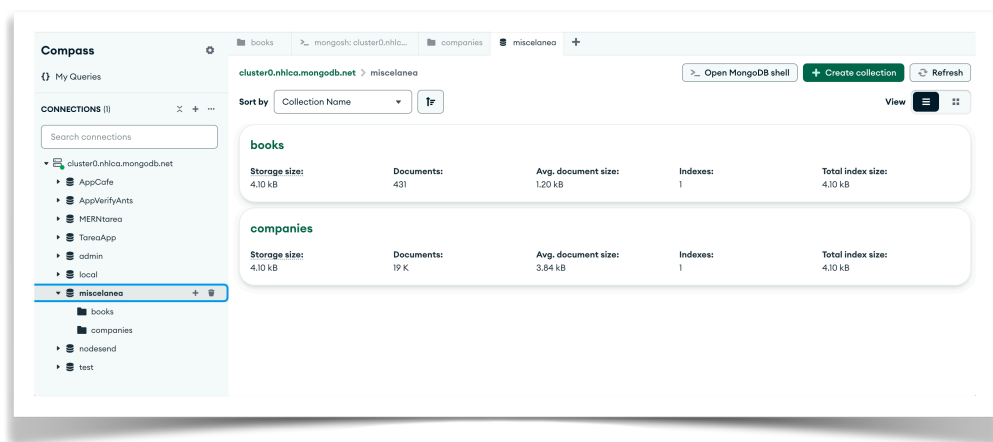 Compass
{} My Queries
CONNECTIONS (1)
Search connections
cluster0.nhlca.mongodb.net
AppCafe
AppVerifyAnts
MERNtarea
TareaApp
admin
local
miscelanea
books
companies
nodesend
test
books
>_ mongosh: cluster0.nhlc...
companies
miscelanea
cluster0.nhlca.mongodb.net > miscelanea
>_ Open MongoDB shell
+ Create collection
Refresh
Sort by
Collection Name
View
books
Storage size: Documents: Avg. document size: Indexes: Total index size:
4.10 kB 431 1.20 kB 1 4.10 kB
companies
Storage size: Documents: Avg. document size: Indexes: Total index size:
4.10 kB 19 K 3.84 kB 1 4.10 kB